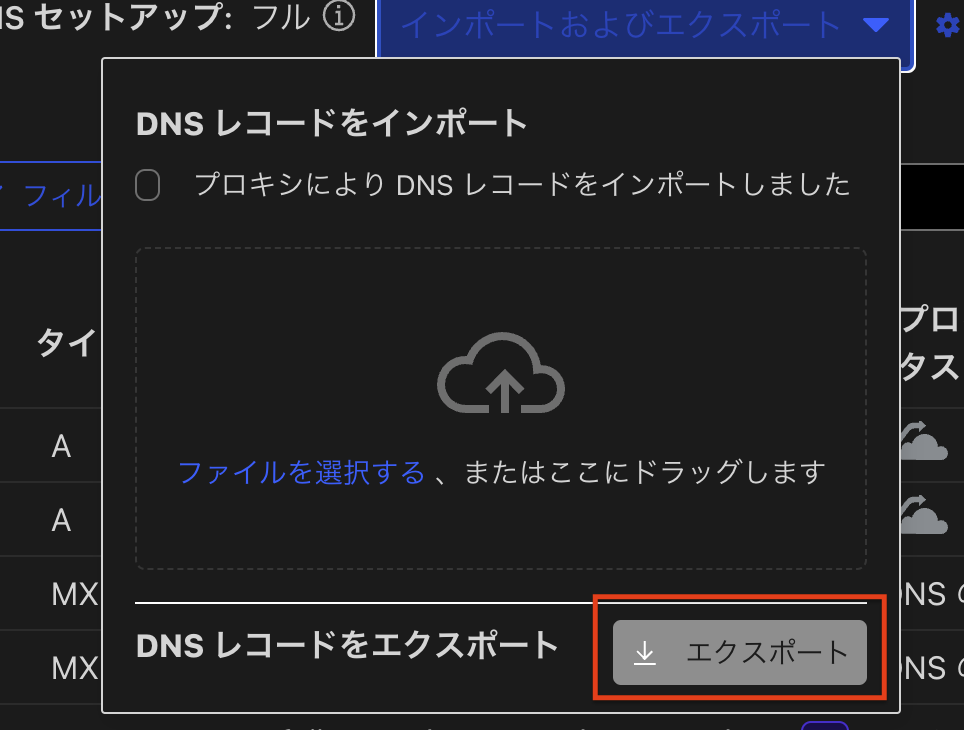 IS セットアップ: フル
インポートおよびエクスポート
DNS レコードをインポート
プロキシにより DNS レコードをインポートしました
フィル
ファイルを選択する 、またはここにドラッグします
タイ
プロ
タス
A
A
MX
NS の
MX
NS の
DNS レコードをエクスポート
エクスポート